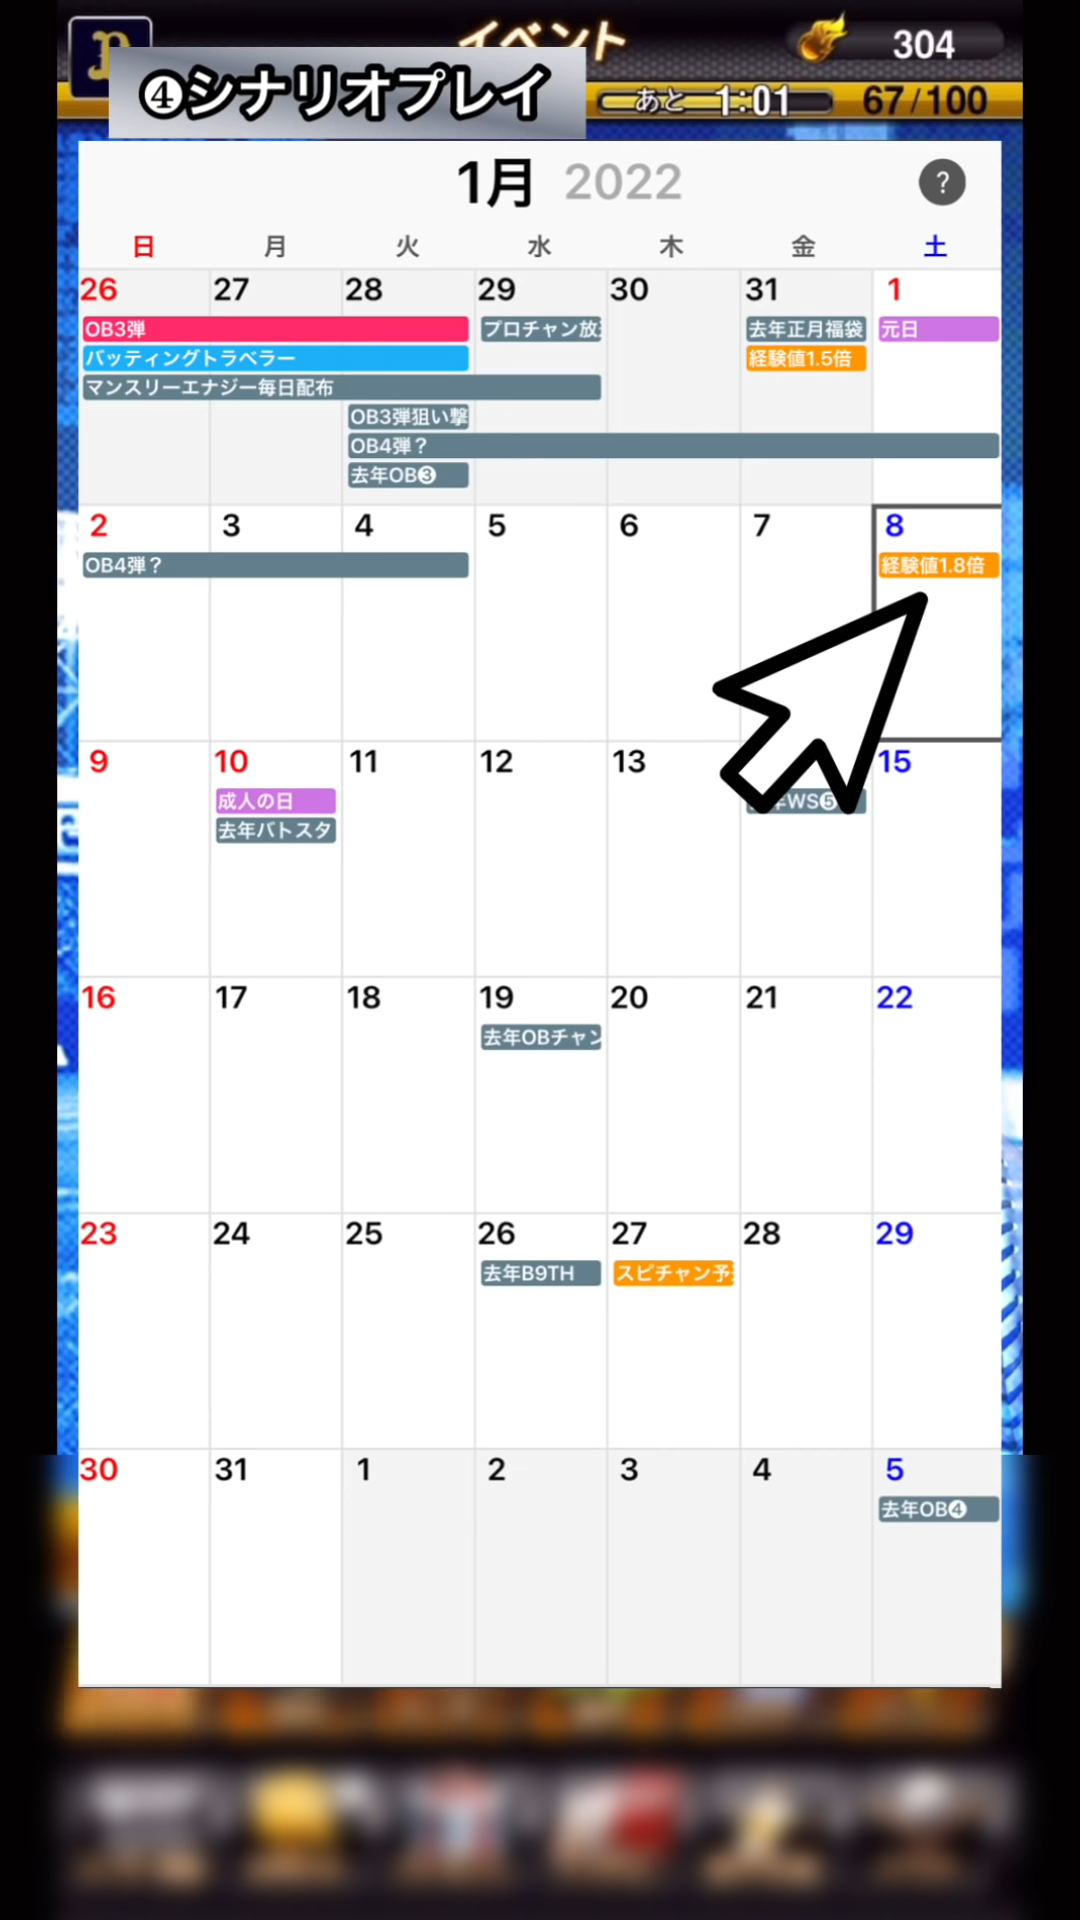 イベント
304
④シナリオプレイ
あと 1:01
67/100
1月 2022
?
日 月 火 水 木 金 土
26 27 28 29 30 31 1
OB3弾
プロチャン放
去年正月福袋
元日
バッティングトラベラー
経験値1.5倍
マンスリーエナジー毎日配布
OB3弾狙い撃
OB4弾？
去年OB❸
2 3 4 5 6 7 8
OB4弾？
経験値1.8倍
9 10 11 12 13 15
成人の日
年WS❺
去年バトスタ
16 17 18 19 20 21 22
去年OBチャン
23 24 25 26 27 28 29
去年B9TH
スピチャン予
30 31 1 2 3 4 5
去年OB❹